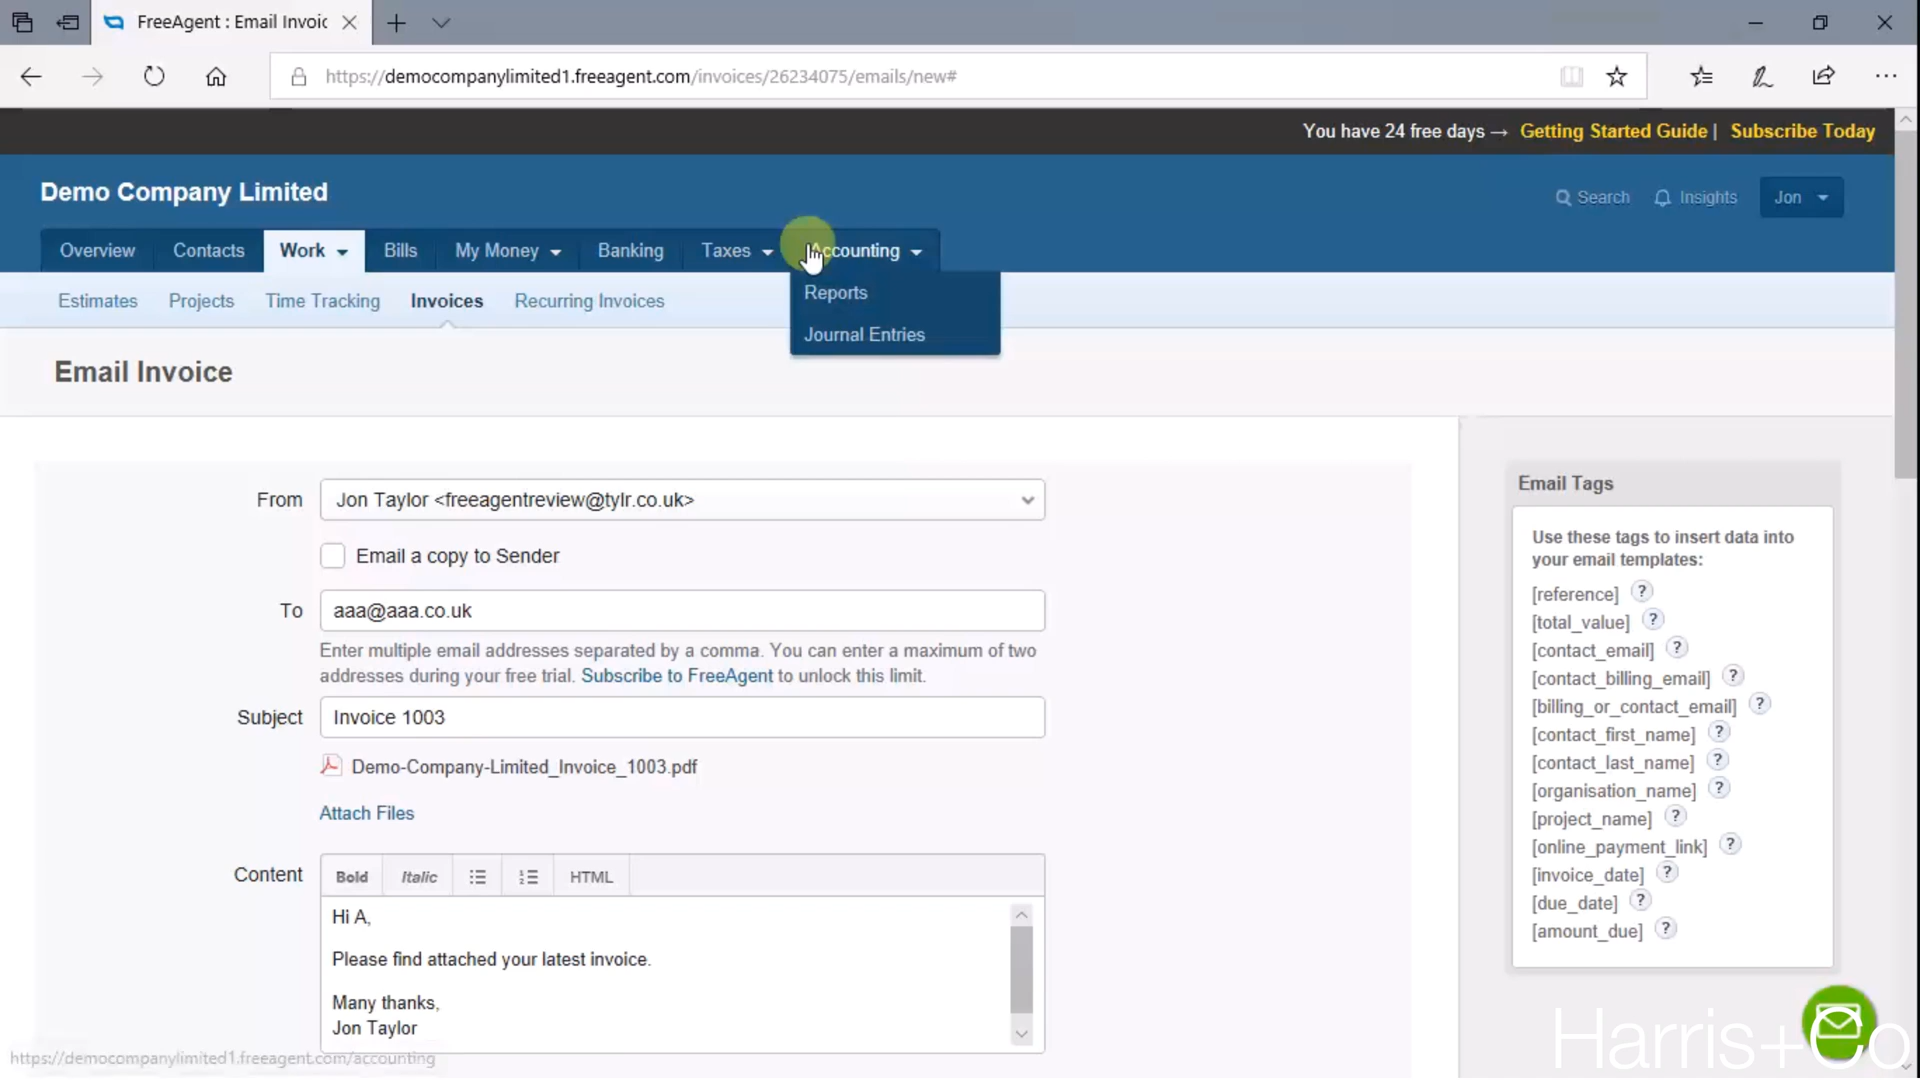 FreeAgent : Email Invoic
https://democompanylimited1.freeagent.com/invoices/26234075/emails/new#
You have 24 free days → Getting Started Guide | Subscribe Today
Demo Company Limited
Search Insights Jon
Overview Contacts Work Bills My Money Banking Taxes Accounting
Reports
Journal Entries
Estimates Projects Time Tracking Invoices Recurring Invoices
Email Invoice
From Jon Taylor <freeagentreview@tylr.co.uk>
Email a copy to Sender
To aaa@aaa.co.uk
Enter multiple email addresses separated by a comma. You can enter a maximum of two
addresses during your free trial. Subscribe to FreeAgent to unlock this limit.
Subject Invoice 1003
Demo-Company-Limited_Invoice_1003.pdf
Attach Files
Content Bold Italic HTML
Hi A,
Please find attached your latest invoice.
Many thanks,
Jon Taylor
Email Tags
Use these tags to insert data into
your email templates:
[reference] ?
[total_value] ?
[contact_email] ?
[contact_billing_email] ?
[billing_or_contact_email] ?
[contact_first_name] ?
[contact_last_name] ?
[organisation_name] ?
[project_name] ?
[online_payment_link] ?
[invoice_date] ?
[due_date] ?
[amount_due] ?
https://democompanylimited1.freeagent.com/accounting
Harris+Co